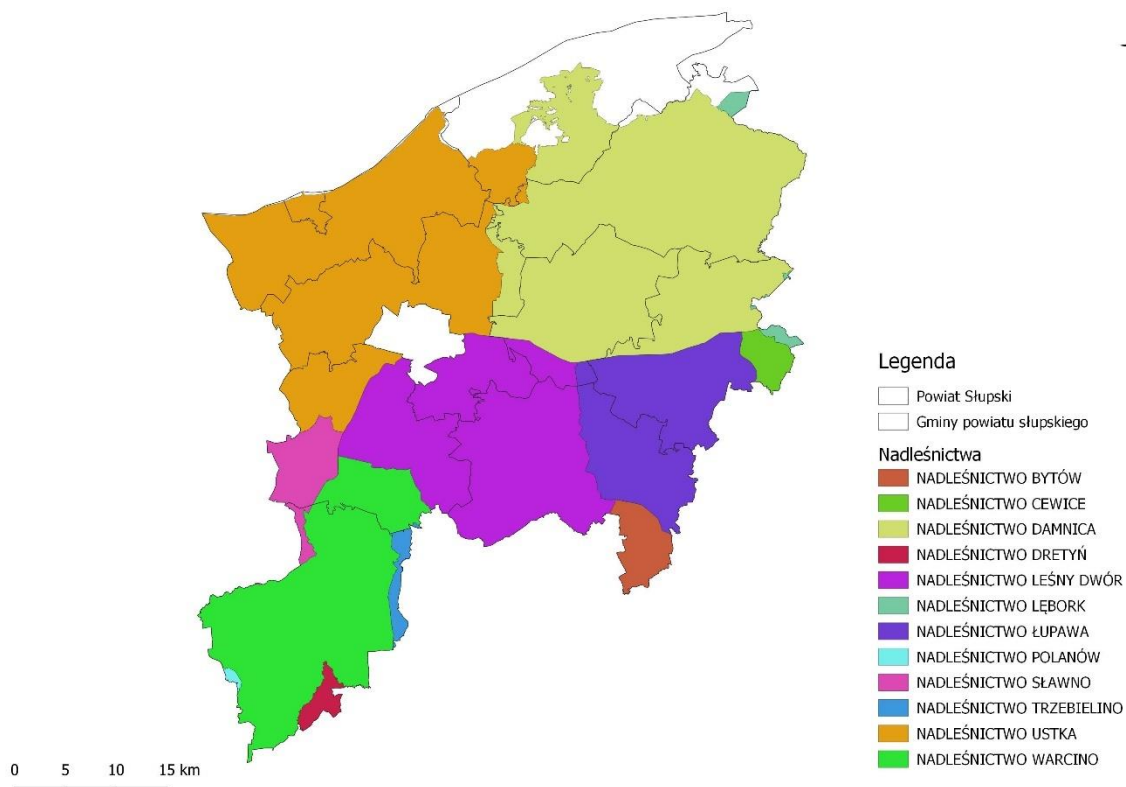 Legenda
Powiat Słupski
Gminy powiatu słupskiego
Nadleśnictwa
NADLEŚNICTWO BYTÓW
NADLEŚNICTWO CEWICE
NADLEŚNICTWO DAMNICA
NADLEŚNICTWO DRETYŃ
NADLEŚNICTWO LEŚNY DWÓR
NADLEŚNICTWO LĘBORK
NADLEŚNICTWO ŁUPAWA
NADLEŚNICTWO POLANÓW
NADLEŚNICTWO SŁAWNO
NADLEŚNICTWO TRZEBIELINO
NADLEŚNICTWO USTKA
NADLEŚNICTWO WARCINO
0 5 10 15 km